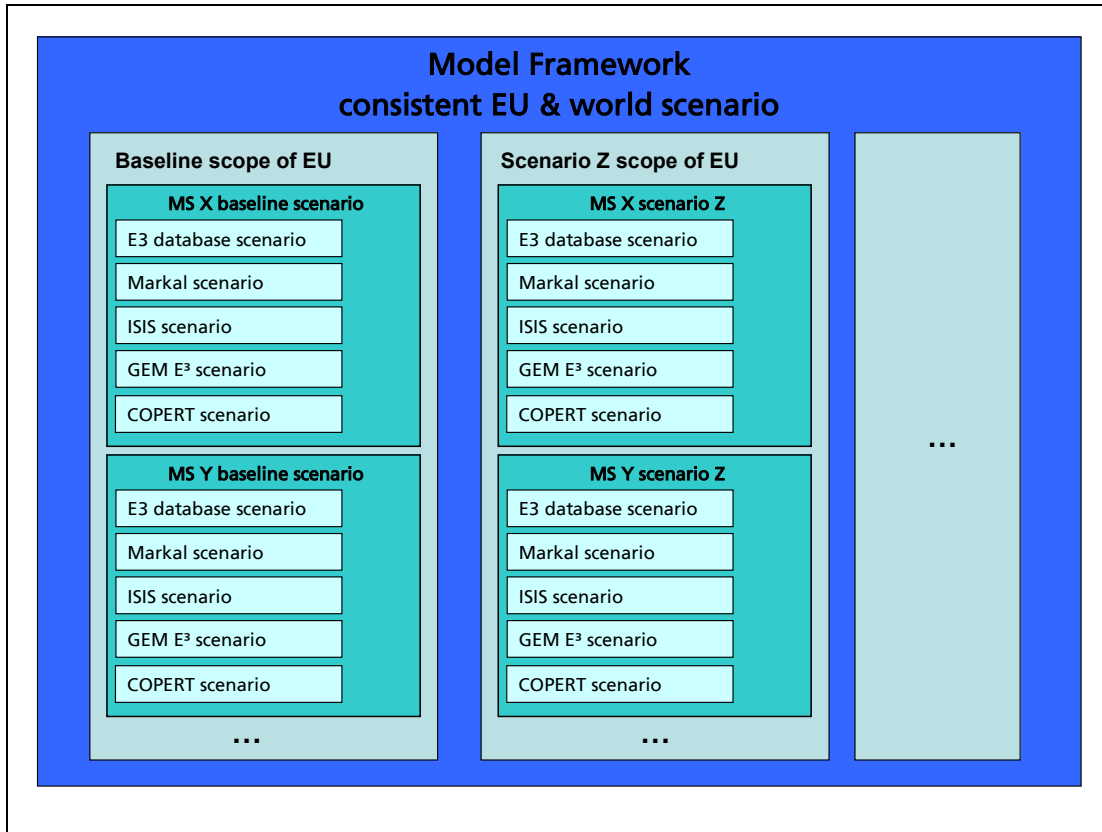 Model Framework
consistent EU & world scenario
Baseline scope of EU
MS X baseline scenario
E3 database scenario
Markal scenario
ISIS scenario
GEM E³ scenario
COPERT scenario
MS Y baseline scenario
E3 database scenario
Markal scenario
ISIS scenario
GEM E³ scenario
COPERT scenario
...
Scenario Z scope of EU
MS X scenario Z
E3 database scenario
Markal scenario
ISIS scenario
GEM E³ scenario
COPERT scenario
MS Y scenario Z
E3 database scenario
Markal scenario
ISIS scenario
GEM E³ scenario
COPERT scenario
...
...